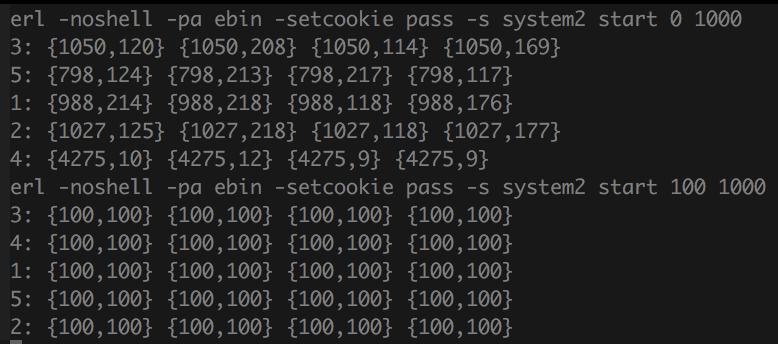 erl -noshell -pa ebin -setcookie pass -s system2 start 0 1000
3: {1050,120} {1050,208} {1050,114} {1050,169}
5: {798,124} {798,213} {798,217} {798,117}
1: {988,214} {988,218} {988,118} {988,176}
2: {1027,125} {1027,218} {1027,118} {1027,177}
4: {4275,10} {4275,12} {4275,9} {4275,9}
erl -noshell -pa ebin -setcookie pass -s system2 start 100 1000
3: {100,100} {100,100} {100,100} {100,100}
4: {100,100} {100,100} {100,100} {100,100}
1: {100,100} {100,100} {100,100} {100,100}
5: {100,100} {100,100} {100,100} {100,100}
2: {100,100} {100,100} {100,100} {100,100}